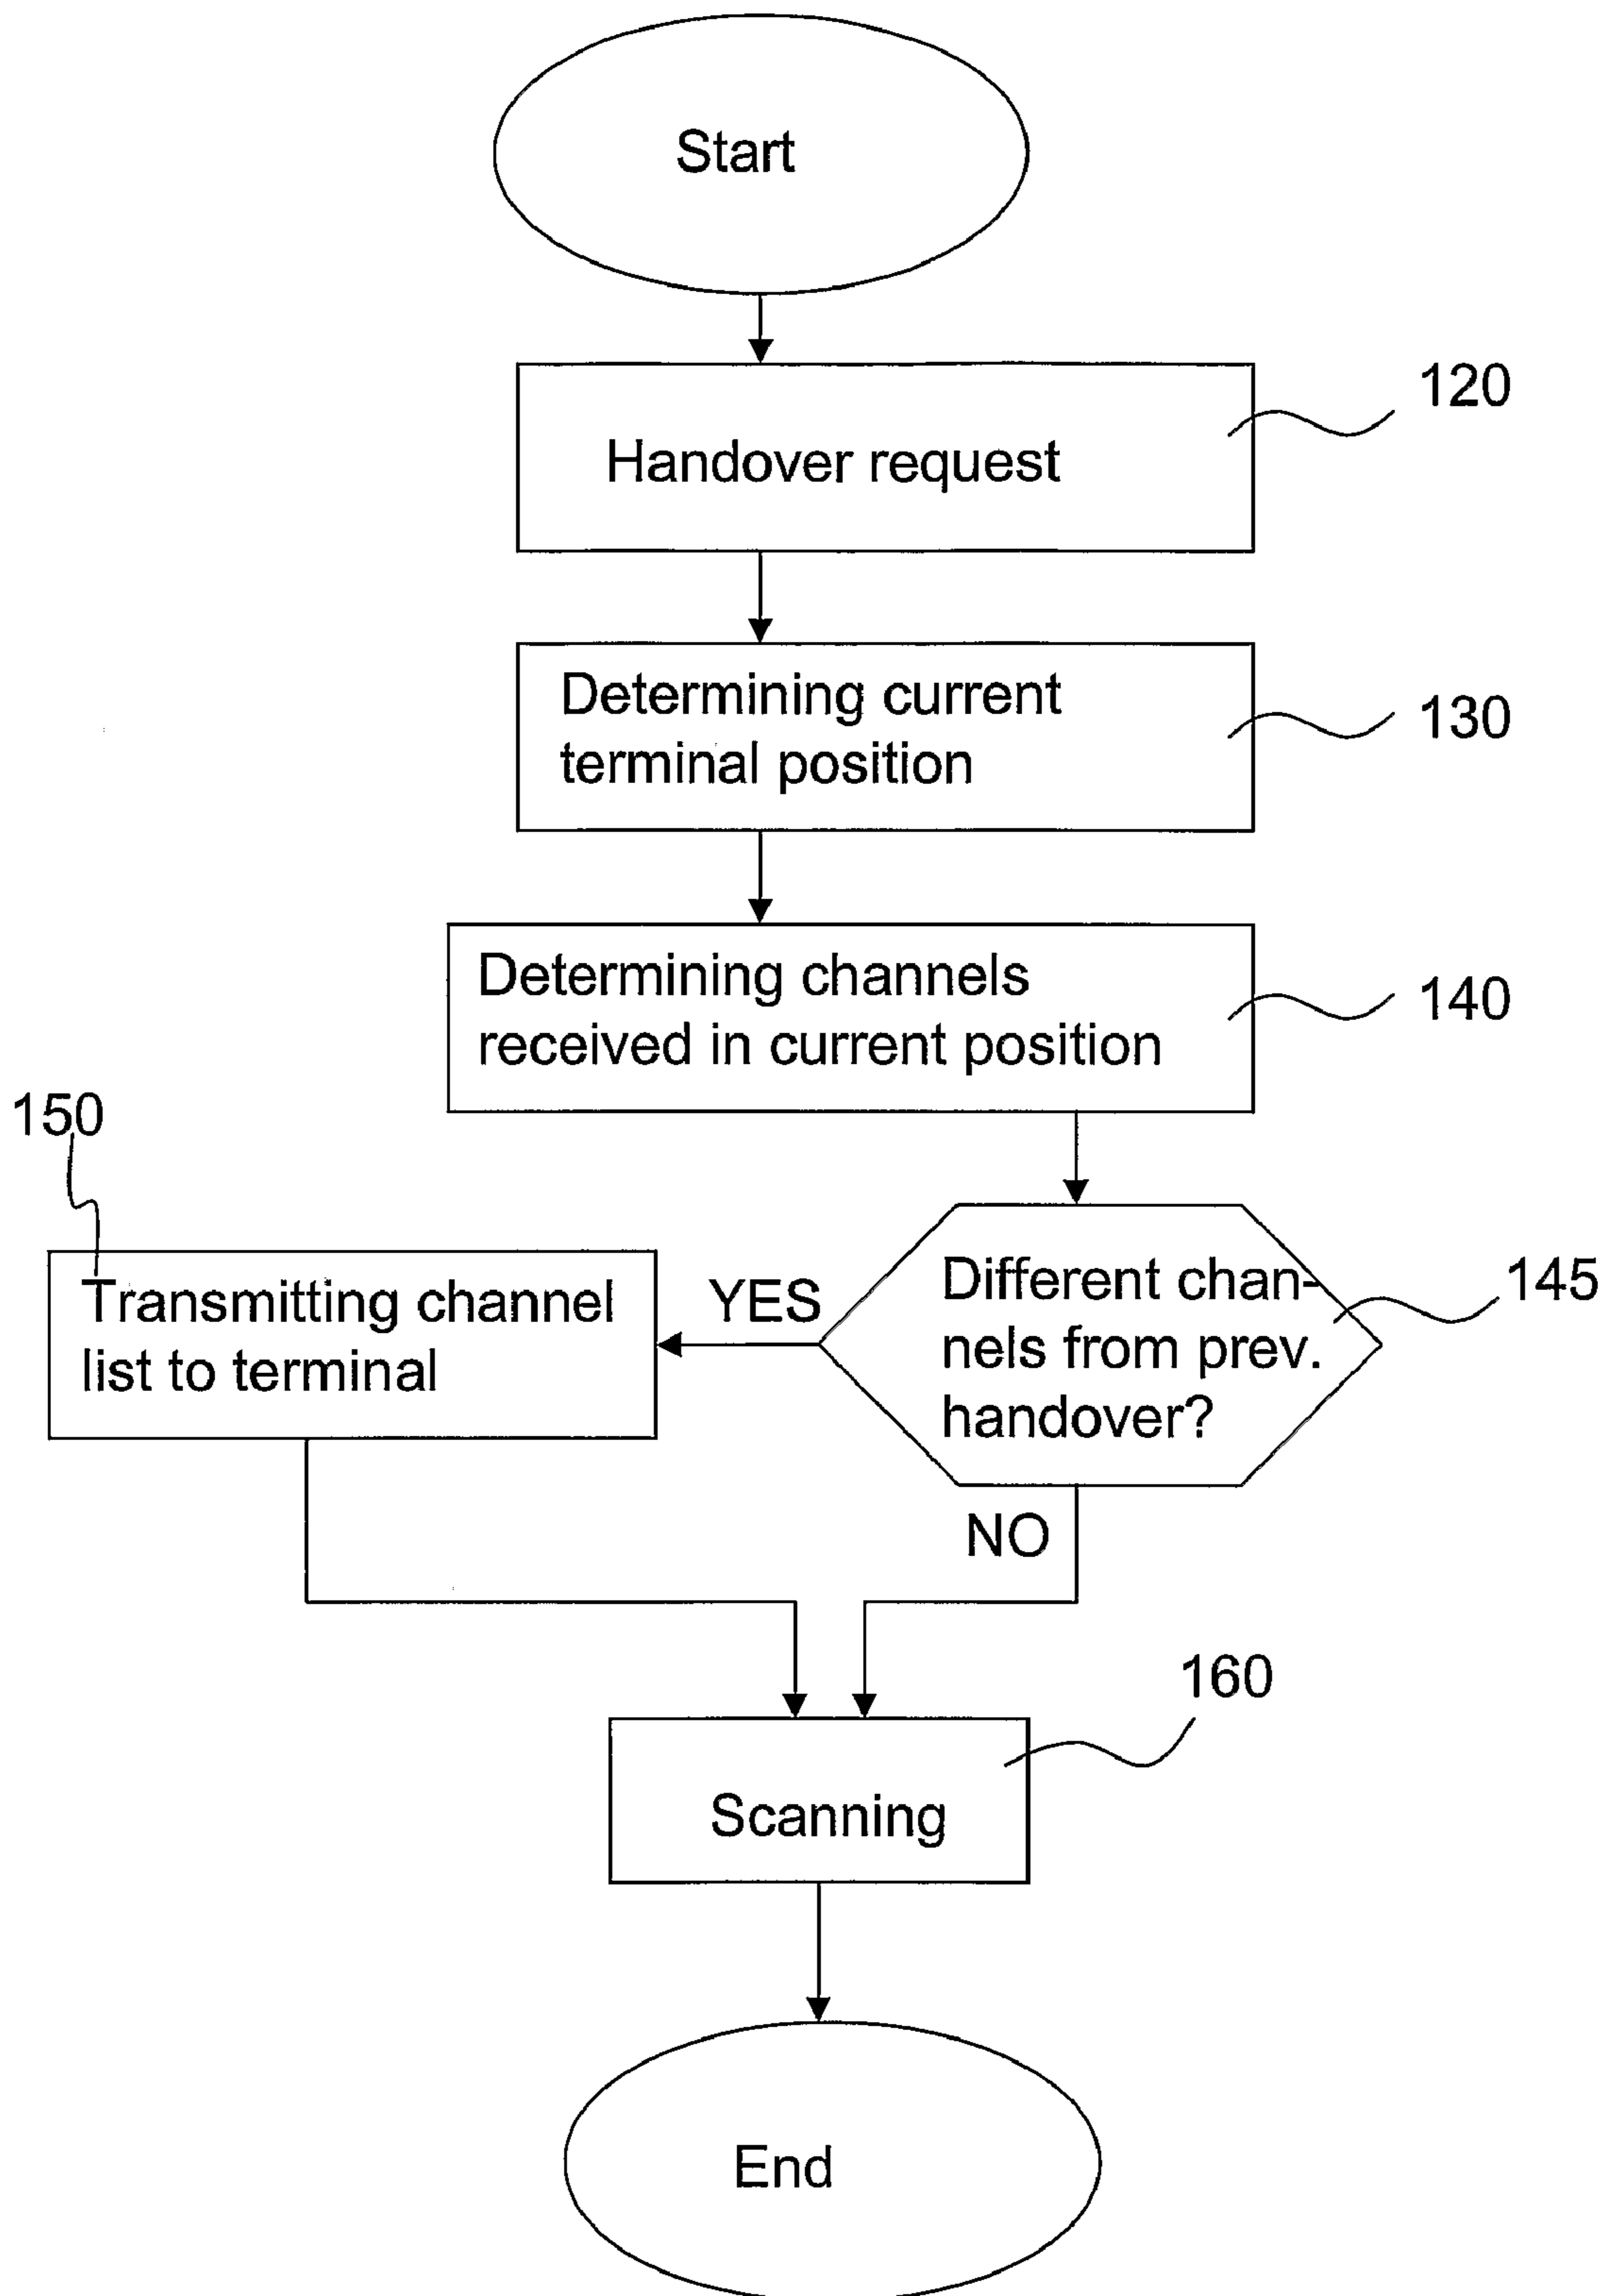 Start
120
Handover request
Determining current
terminal position
130
Determining channels
received in current position
140
150
Transmitting channel
list to terminal
YES
Different chan-
nels from prev.
handover?
145
NO
160
Scanning
End